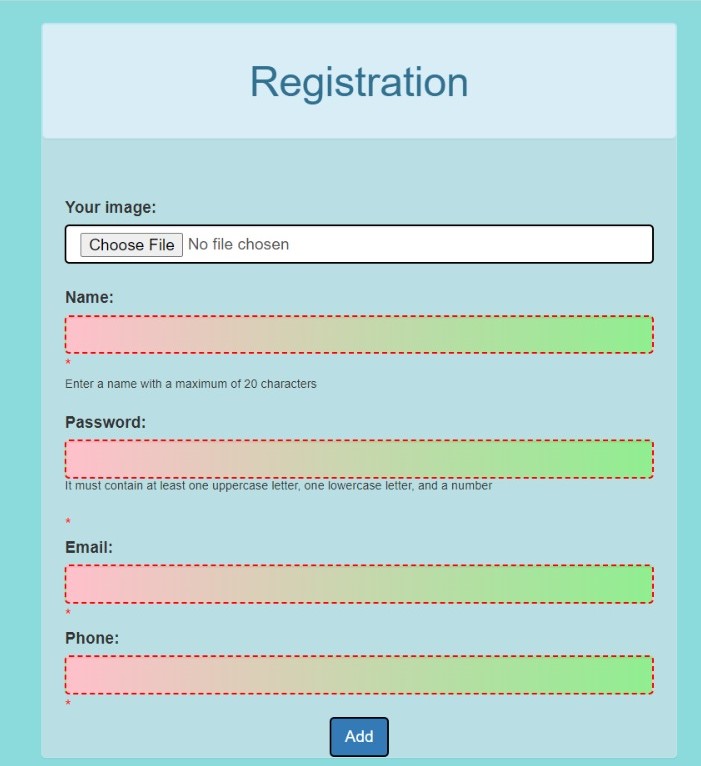 Registration
Your image:
Choose File No file chosen
Name:
*
Enter a name with a maximum of 20 characters
Password:
It must contain at least one uppercase letter, one lowercase letter, and a number
*
Email:
*
Phone:
*
Add